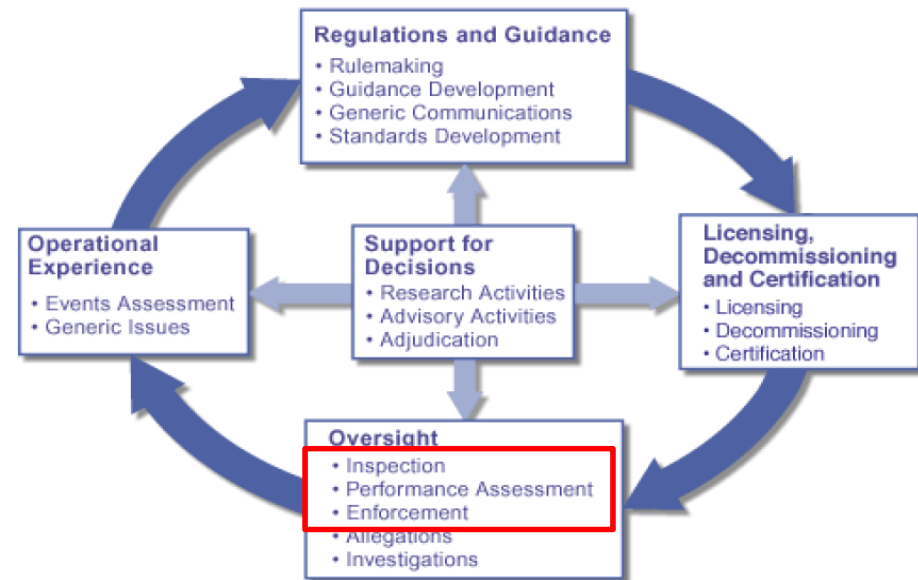 Regulations and Guidance
• Rulemaking
• Guidance Development
• Generic Communications
• Standards Development
Operational
Experience
• Events Assessment
• Generic Issues
Support for
Decisions
• Research Activities
• Advisory Activities
• Adjudication
Licensing,
Decommissioning
and Certification
• Licensing
• Decommissioning
• Certification
Oversight
• Inspection
• Performance Assessment
• Enforcement
• Allegations
• Investigations